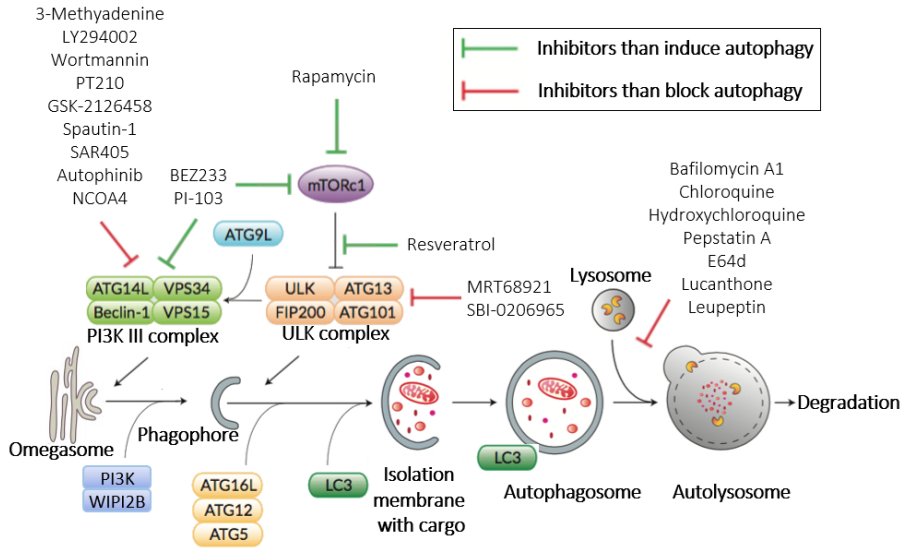 3-Methyadenine
LY294002
Wortmannin
PT210
GSK-2126458
Spautin-1
SAR405
Autophinib
NCOA4
BEZ233
PI-103
Rapamycin
Inhibitors than induce autophagy
Inhibitors than block autophagy
mTORc1
ATG9L
Resveratrol
Bafilomycin A1
Chloroquine
Hydroxychloroquine
Pepstatin A
E64d
Lucanthone
Leupeptin
ATG14L VPS34
Beclin-1 VPS15
PI3K III complex
ULK ATG13
FIP200 ATG101
ULK complex
MRT68921
SBI-0206965
Lysosome
Omegasome
Phagophore
Degradation
PI3K
WIPI2B
ATG16L
ATG12
ATG5
LC3
Isolation
membrane
with cargo
LC3
Autophagosome
Autolysosome